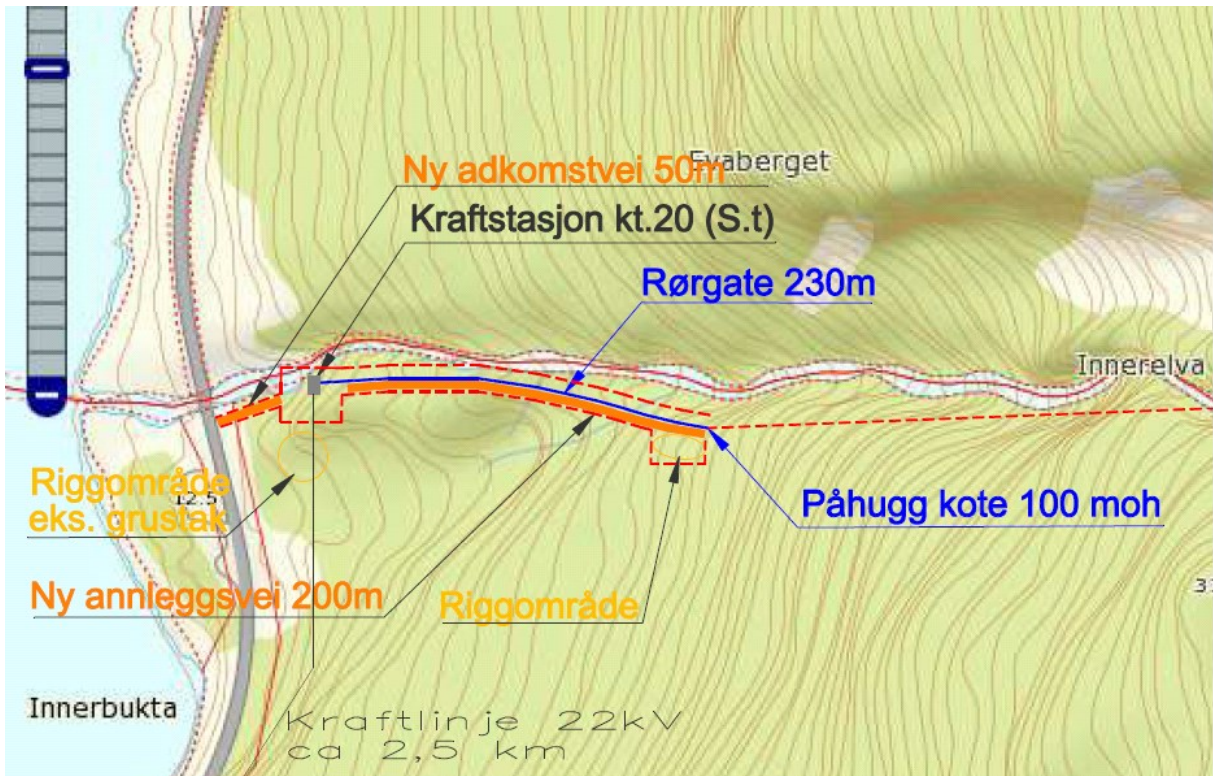 Evaberget
Ny adkomstvei 50m
Kraftstasjon kt.20 (S.t)
Rørgate 230m
Innerelva
Riggområde
eks. grustak
12.5
Påhugg kote 100 moh
Ny annleggsvei 200m
Riggområde
Innerbukta
Kraftlinje 22kV
ca 2,5 km